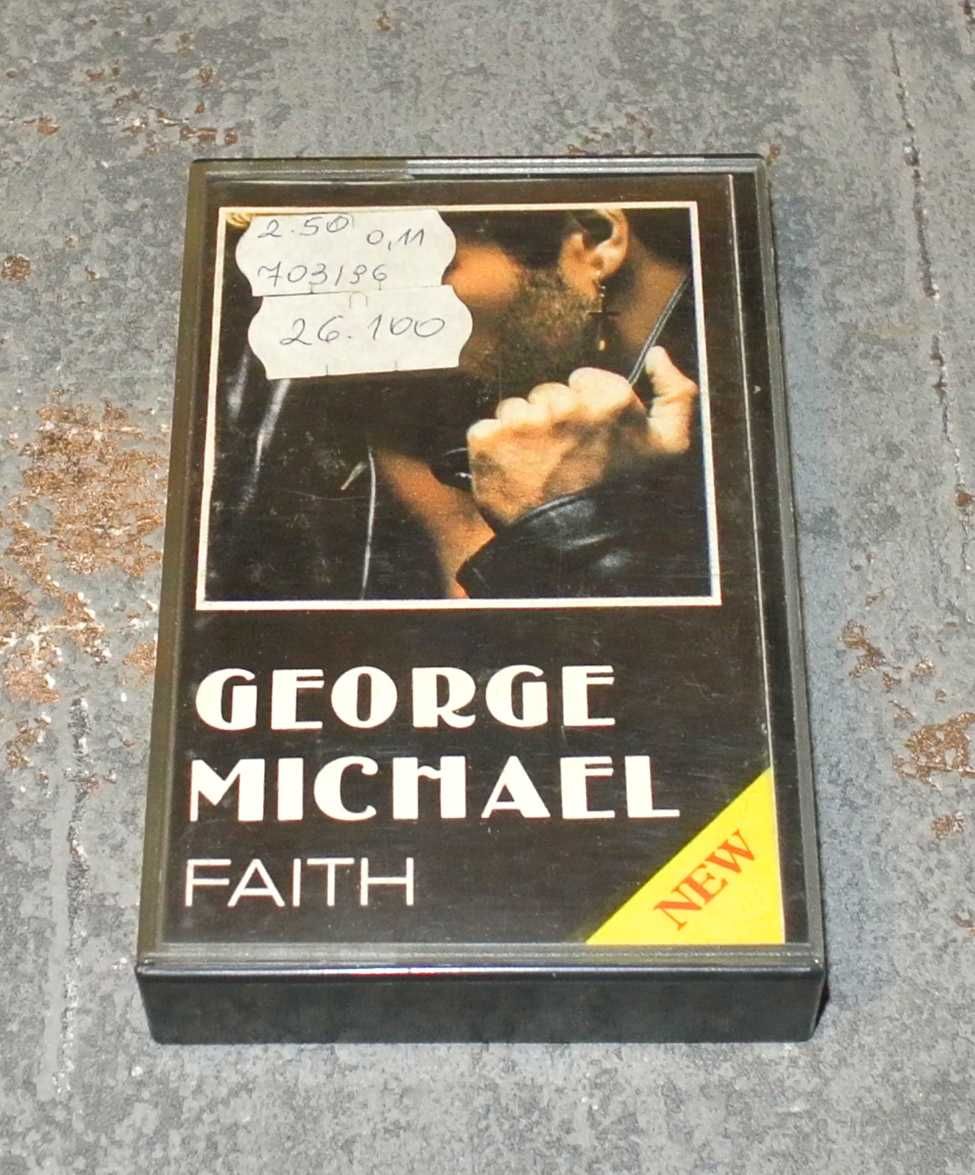 2.50 0,11
703196
26.100
GEORGE
MICHAEL
FAITH
NEW